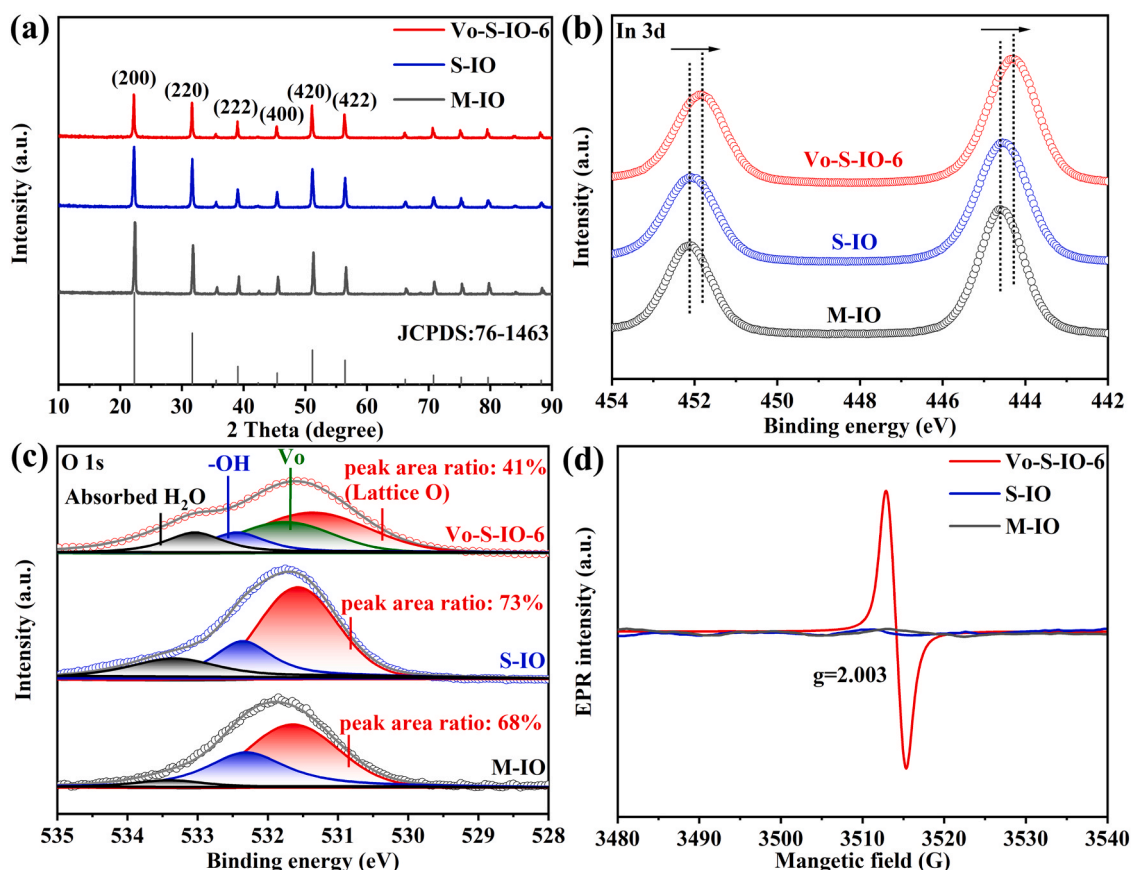 (a)
Vo-S-IO-6
S-IO
M-IO
(200)
(220)
(222)
(400)
(420)
(422)
JCPDS:76-1463
Intensity (a.u.)
10 20 30 40 50 60 70 80 90
2 Theta (degree)
(b)
In 3d
Vo-S-IO-6
S-IO
M-IO
Intensity (a.u.)
454 452 450 448 446 444 442
Binding energy (eV)
(c)
O 1s
Absorbed H₂O
-OH
Vo
peak area ratio: 41%
(Lattice O)
Vo-S-IO-6
peak area ratio: 73%
S-IO
peak area ratio: 68%
M-IO
Intensity (a.u.)
535 534 533 532 531 530 529 528
Binding energy (eV)
(d)
Vo-S-IO-6
S-IO
M-IO
g=2.003
EPR intensity (a.u.)
3480 3490 3500 3510 3520 3530 3540
Mangetic field (G)